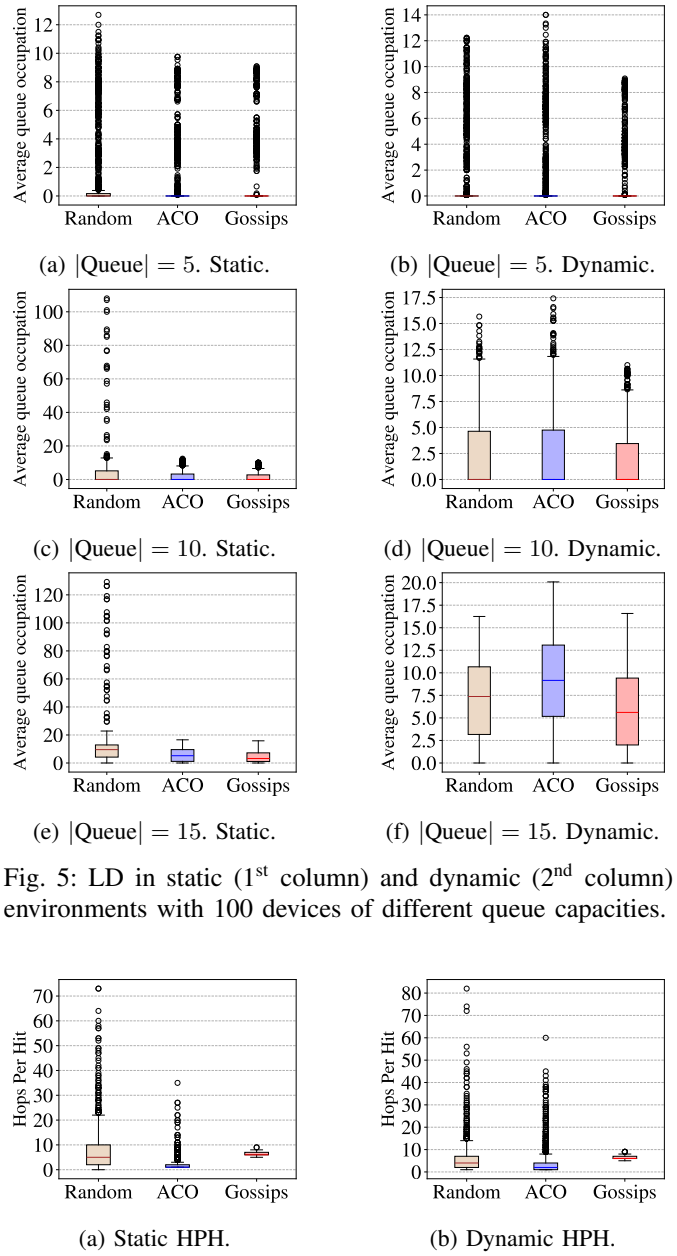 Average queue occupation
12
10
8
6
4
2
0
Random ACO Gossips
(a) |Queue| = 5. Static.
Average queue occupation
14
12
10
8
6
4
2
0
Random ACO Gossips
(b) |Queue| = 5. Dynamic.
Average queue occupation
100
80
60
40
20
0
Random ACO Gossips
(c) |Queue| = 10. Static.
Average queue occupation
17.5
15.0
12.5
10.0
7.5
5.0
2.5
0.0
Random ACO Gossips
(d) |Queue| = 10. Dynamic.
Average queue occupation
120
100
80
60
40
20
0
Random ACO Gossips
(e) |Queue| = 15. Static.
Average queue occupation
20.0
17.5
15.0
12.5
10.0
7.5
5.0
2.5
0.0
Random ACO Gossips
(f) |Queue| = 15. Dynamic.
Fig. 5: LD in static (1st column) and dynamic (2nd column)
environments with 100 devices of different queue capacities.
Hops Per Hit
70
60
50
40
30
20
10
0
Random ACO Gossips
(a) Static HPH.
Hops Per Hit
80
70
60
50
40
30
20
10
0
Random ACO Gossips
(b) Dynamic HPH.